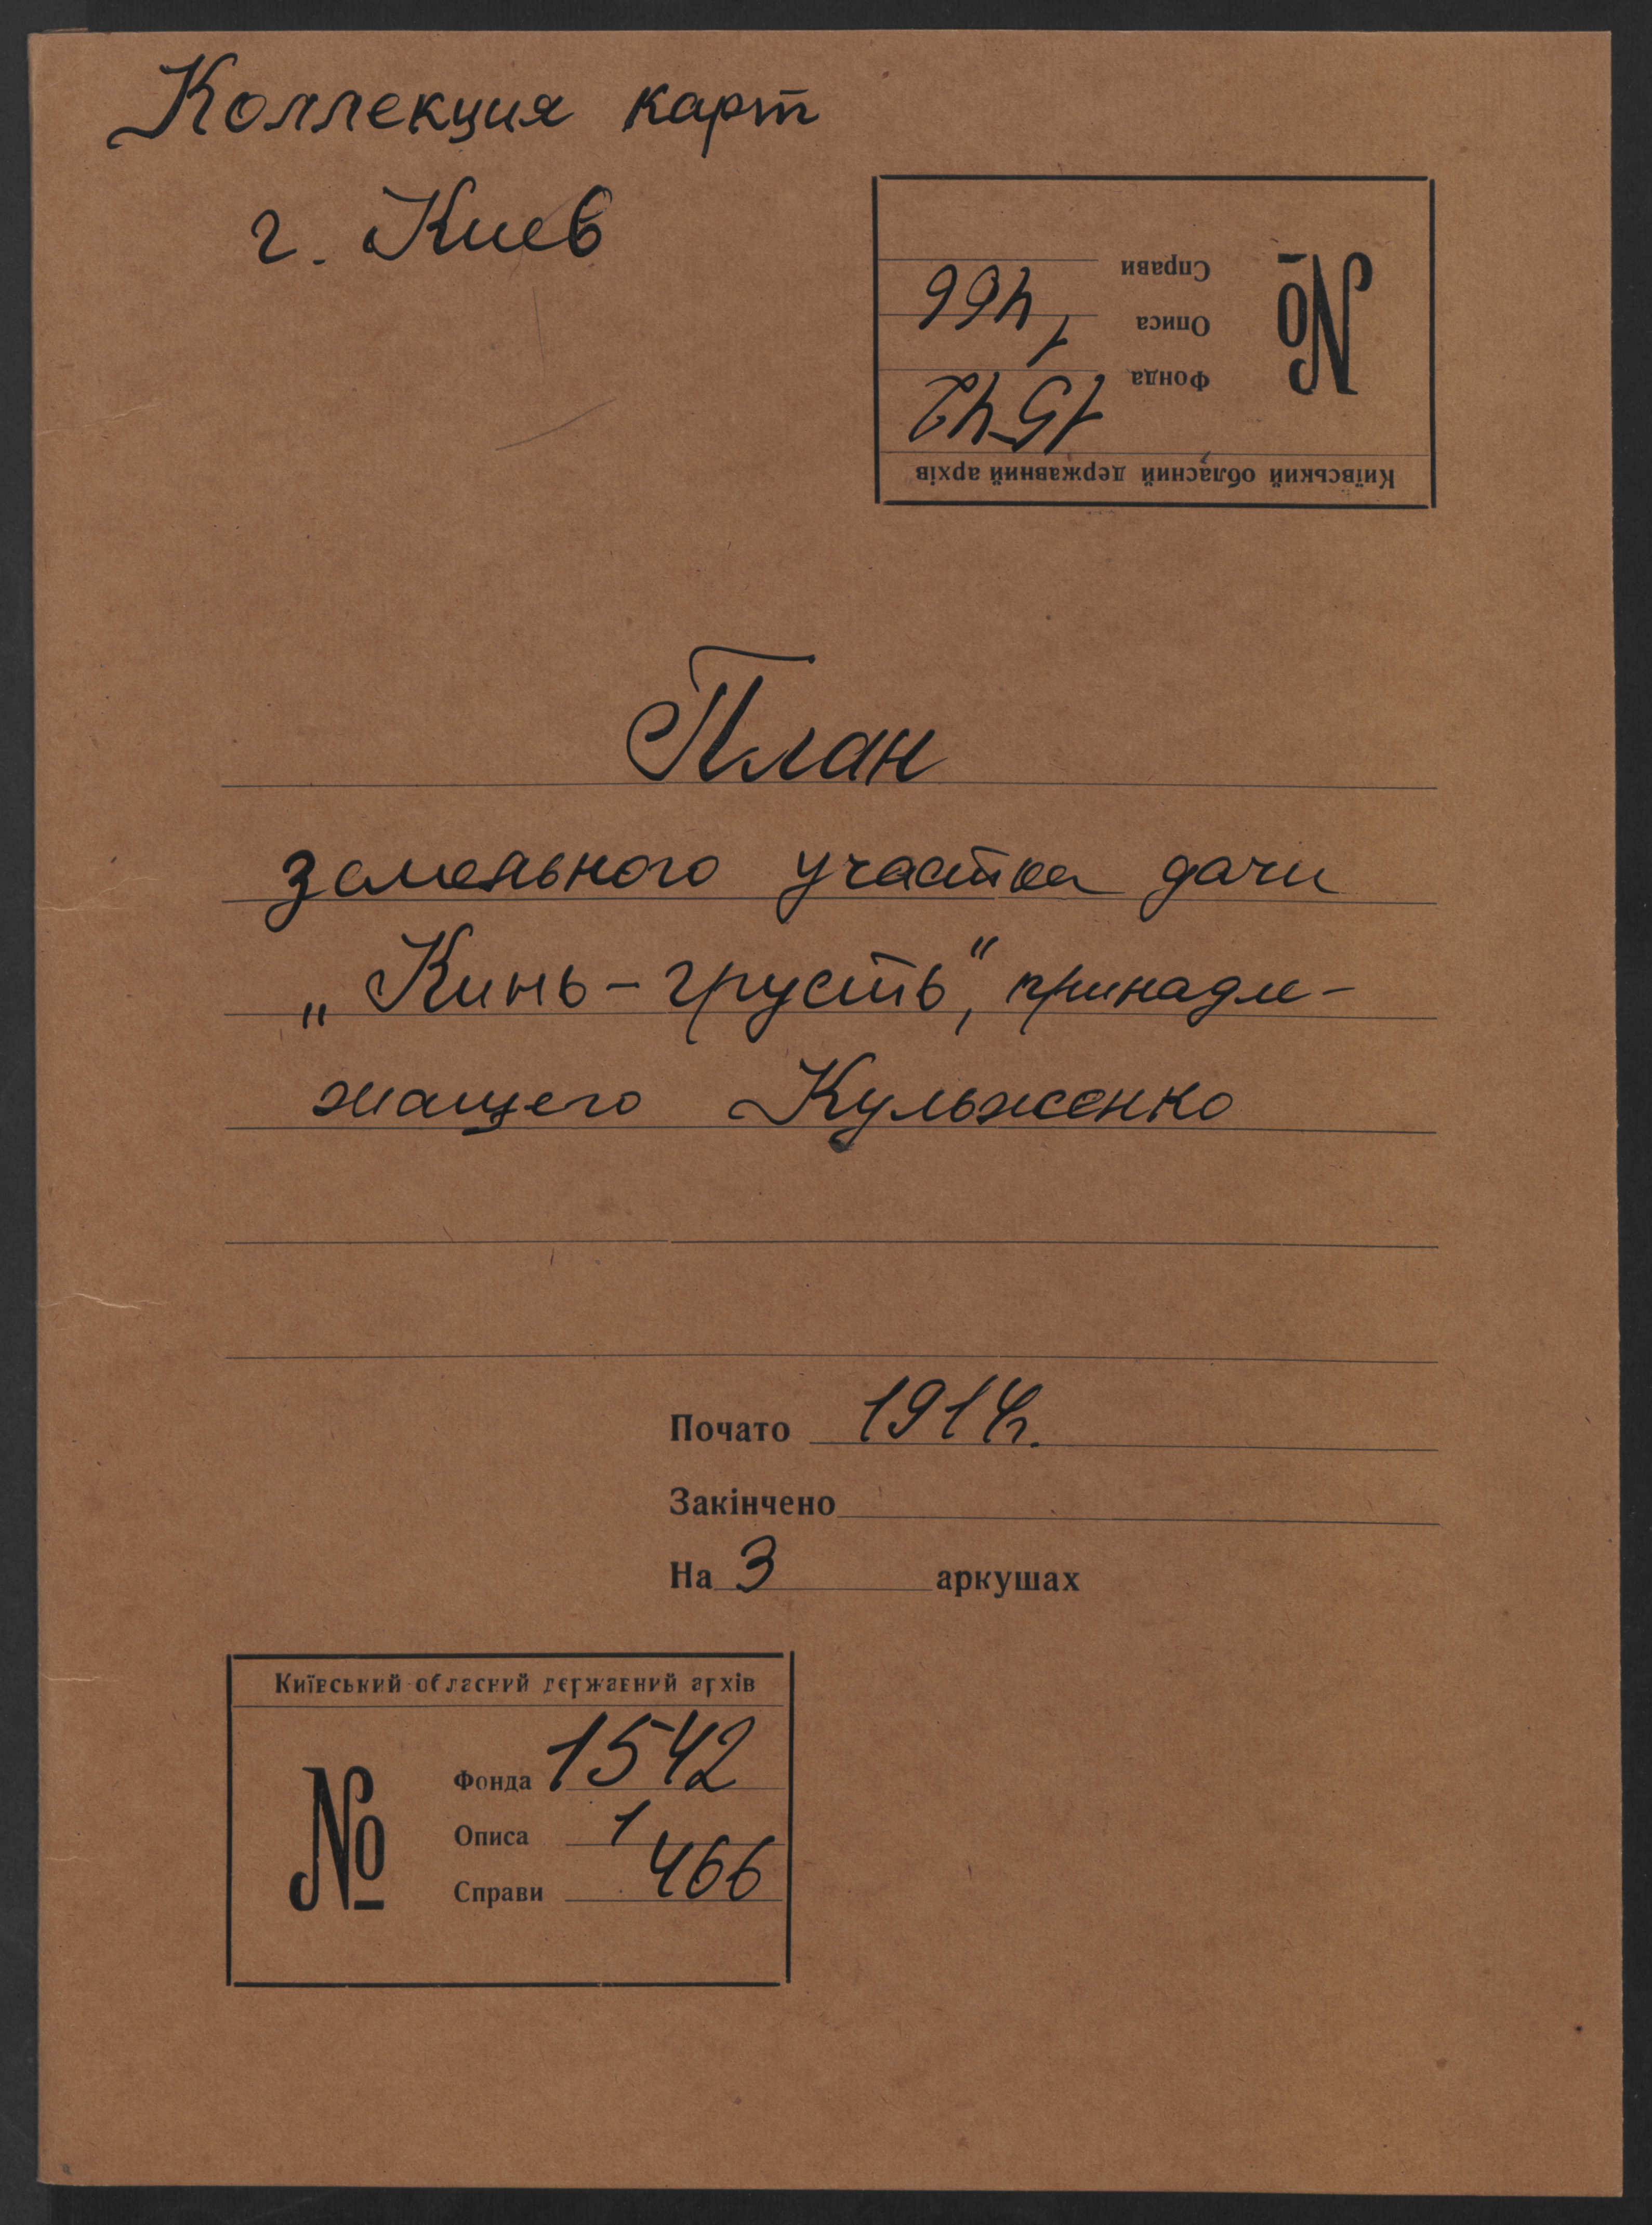 Коллекция карт
г. Киев
Київський обласний державний архів
№
Фонда 1542
Описа 1
Справи 466
План
земельного участка дачи
„Кинь-грусть“, принадле-
жащего Кульженко
Почато 1914г.
Закінчено
На 3 аркушах
Київський обласний державний архів
№
Фонда 1542
Описа 1
Справи 466